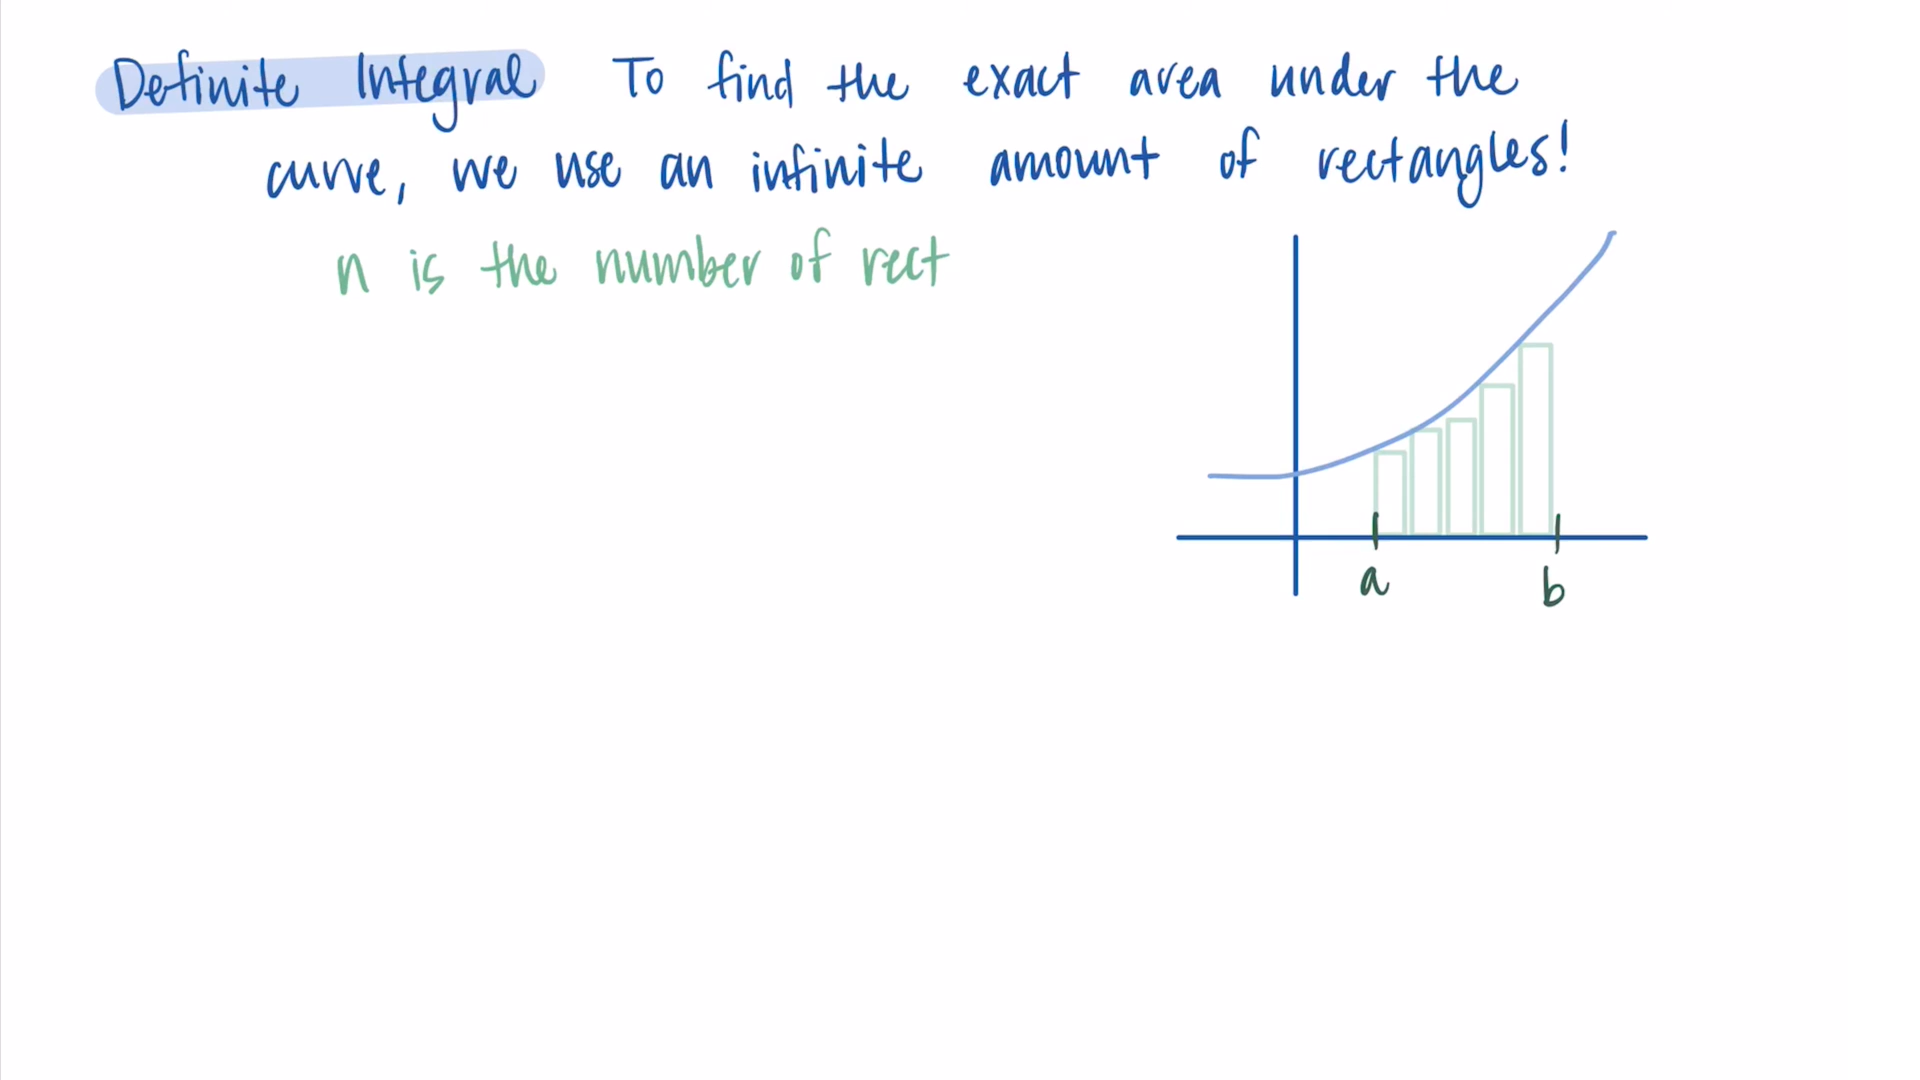 Definite Integral To find the exact area under the
curve, we use an infinite amount of rectangles!
n is the number of rect
a b